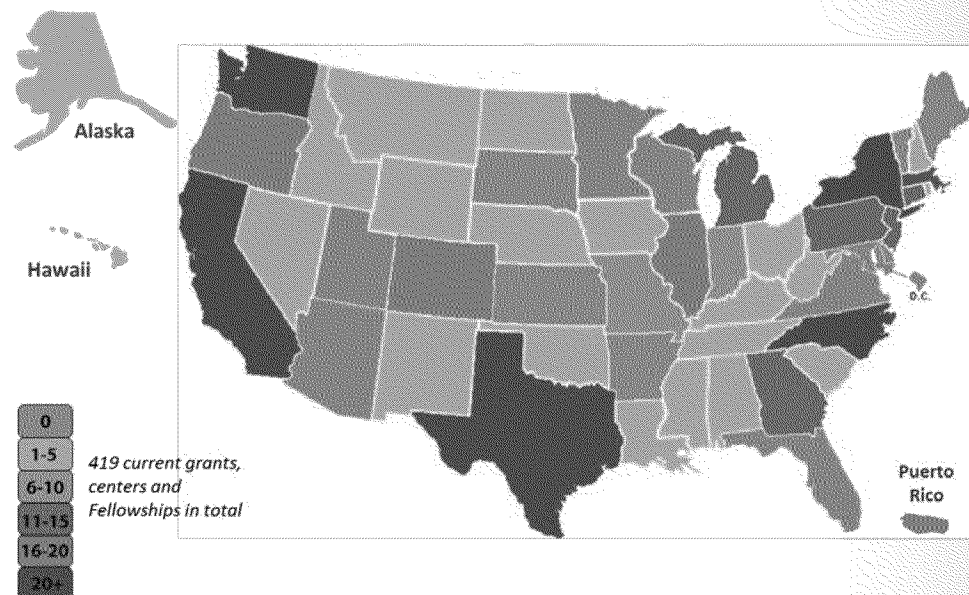 Alaska
Hawaii
D.C.
0
1-5
6-10
11-15
16-20
20+
419 current grants,
centers and
Fellowships in total
Puerto
Rico